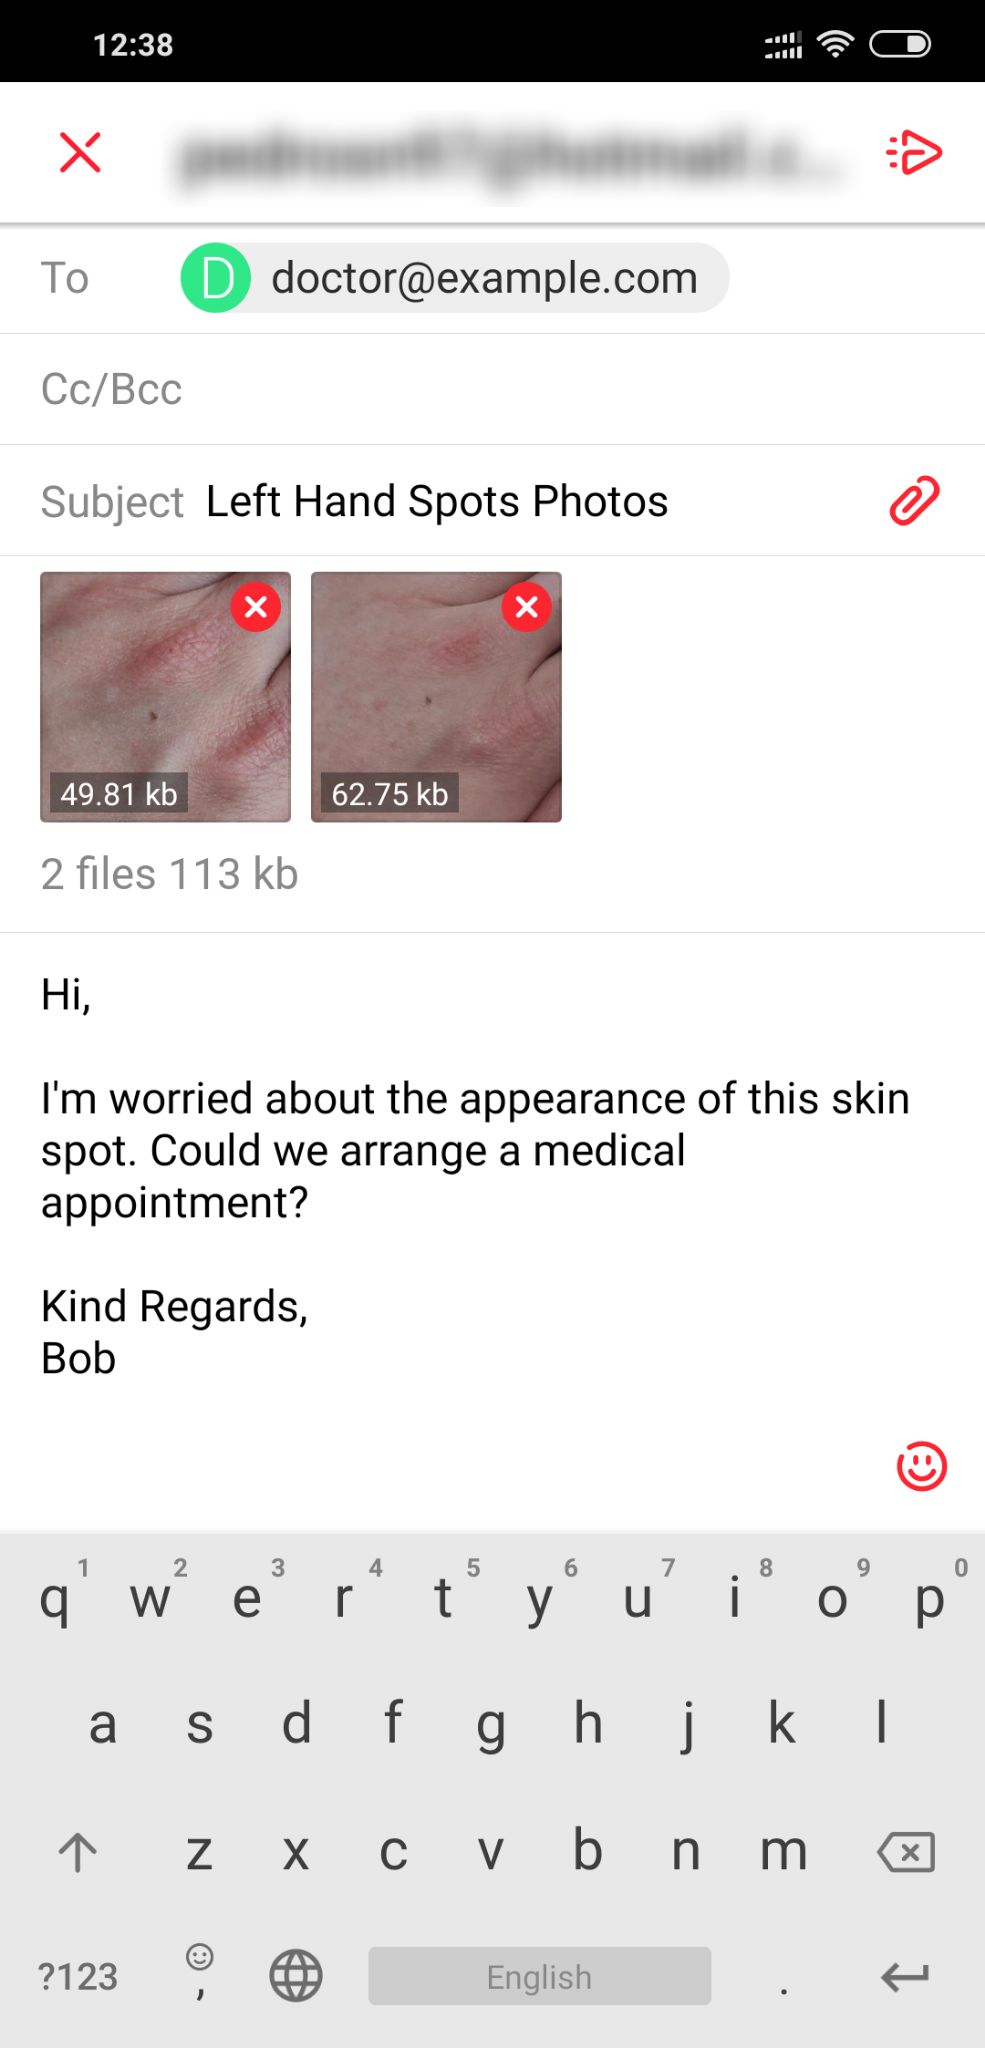 12:38
To D doctor@example.com
Cc/Bcc
Subject Left Hand Spots Photos
49.81 kb 62.75 kb
2 files 113 kb
Hi,
I'm worried about the appearance of this skin
spot. Could we arrange a medical
appointment?
Kind Regards,
Bob
1 2 3 4 5 6 7 8 9 0
q w e r t y u i o p
a s d f g h j k l
z x c v b n m
?123 , English .